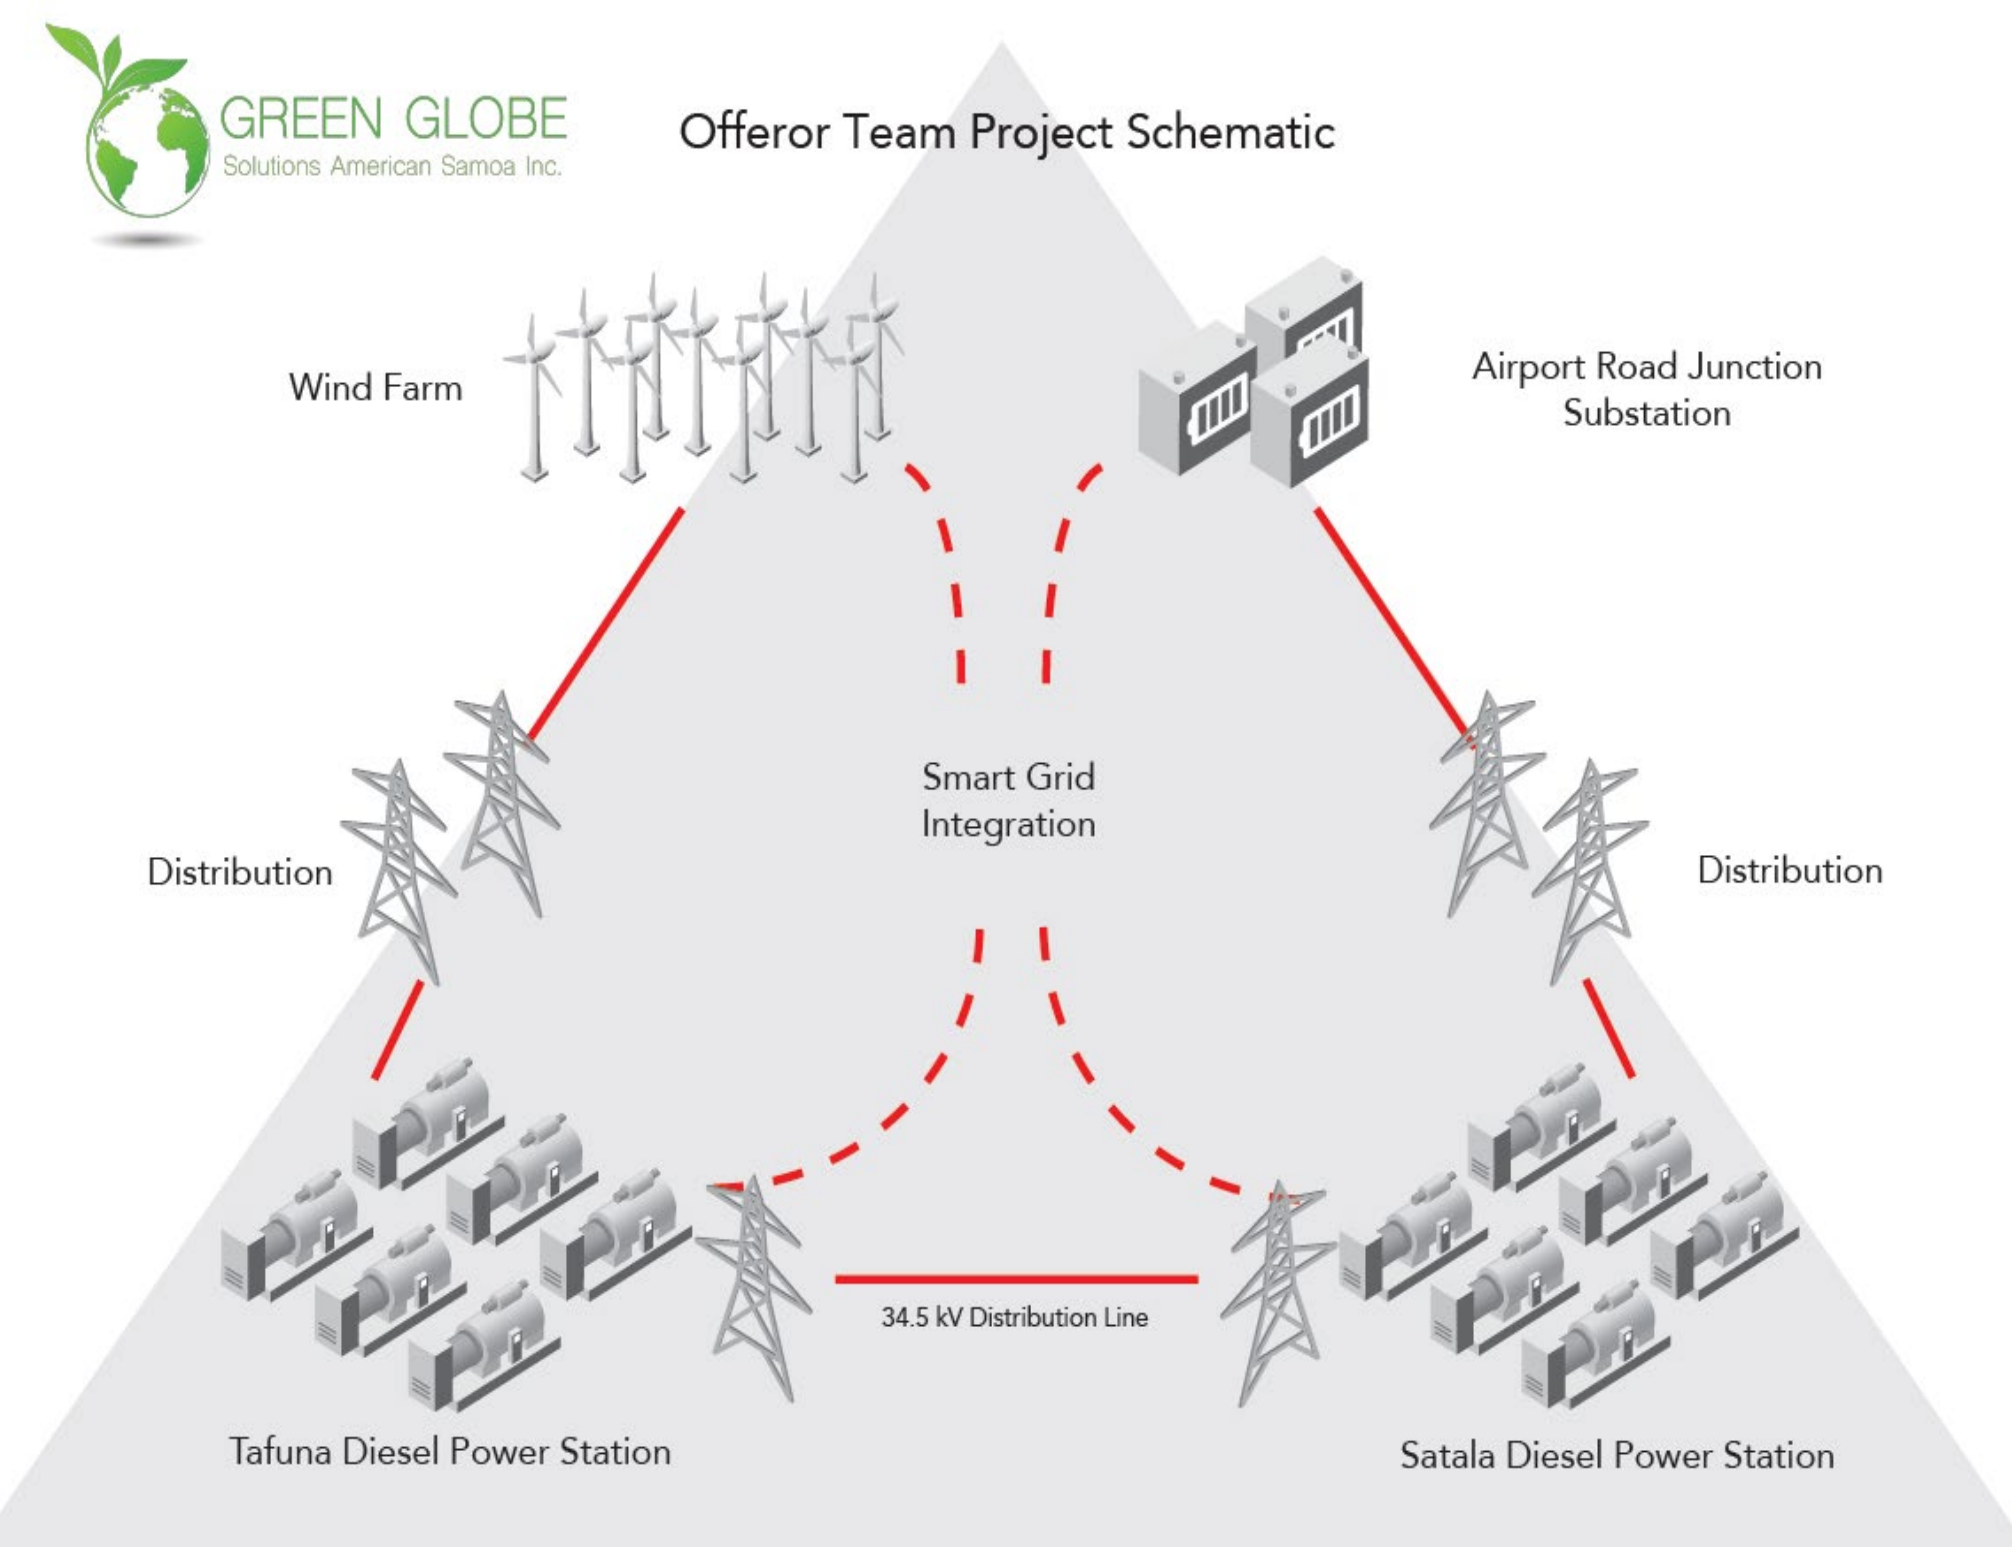 GREEN GLOBE
Solutions American Samoa Inc.
Offeror Team Project Schematic
Wind Farm
Airport Road Junction
Substation
Smart Grid
Integration
Distribution
Distribution
34.5 kV Distribution Line
Tafuna Diesel Power Station
Satala Diesel Power Station